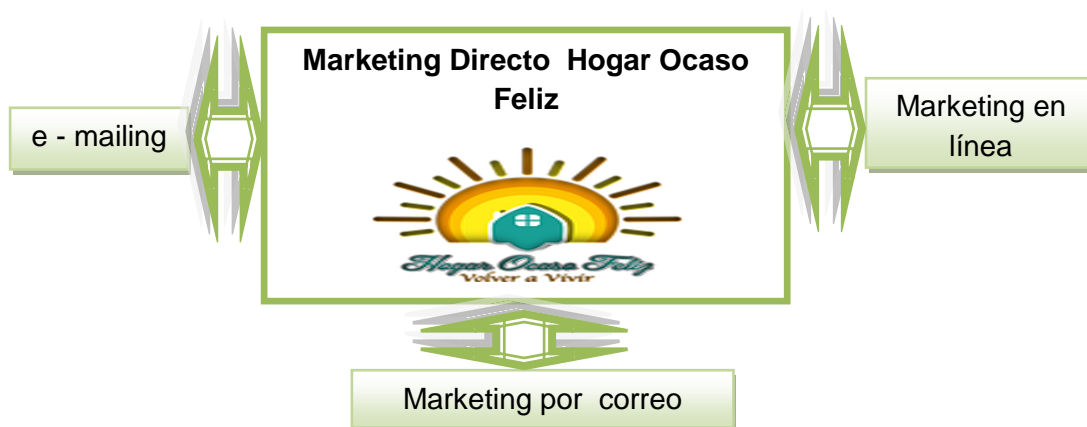 Marketing Directo  Hogar Ocaso
Feliz
e - mailing
Marketing en
línea
Hogar Ocaso Feliz
Volver a Vivir
Marketing por  correo